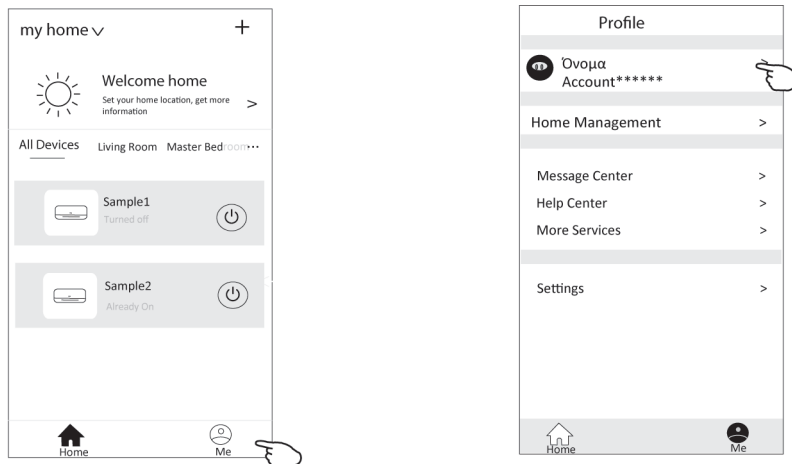 my home
+
Welcome home
Set your home location, get more
information
>
All Devices Living Room Master Bedroom ...
Sample1
Turned off
Sample2
Already On
Home Me
Profile
Όνομα
Account******
Home Management >
Message Center >
Help Center >
More Services >
Settings >
Home Me